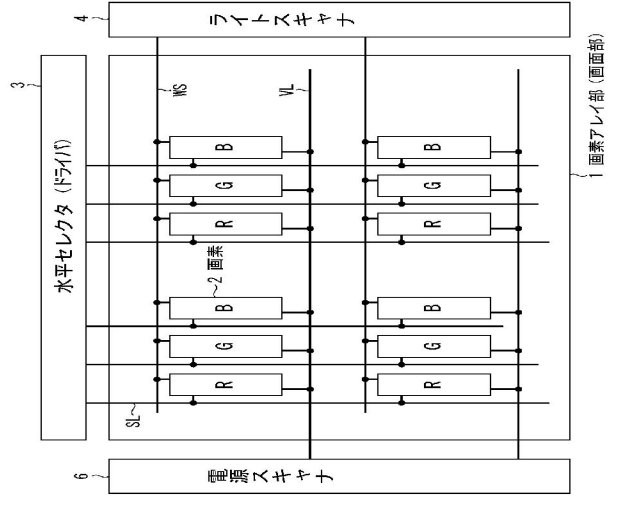 3
水平セレクタ(ドライバ)
6
4
SL
WS
2 画素
R G B R G B
電源スキャナ
ライトスキャナ
VL
R G B R G B
1 画素アレイ部(画面部)